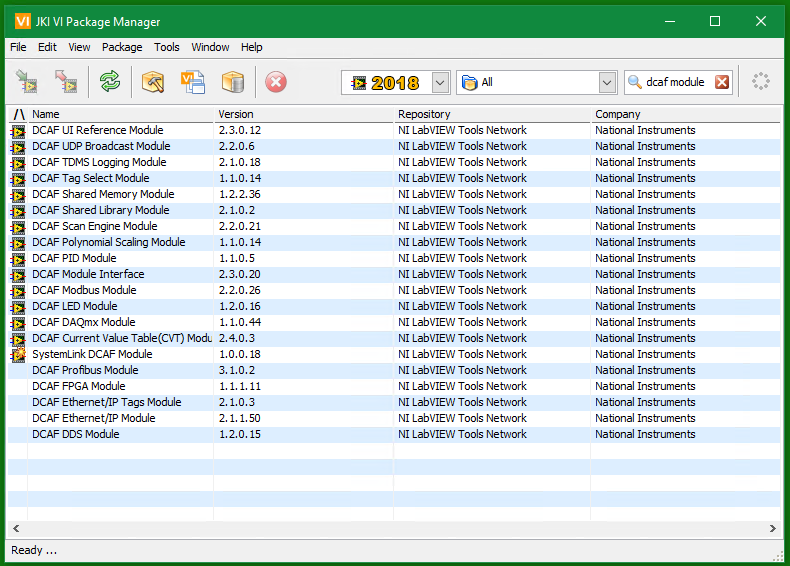 VI JKI VI Package Manager
File Edit View Package Tools Window Help
VI 2018 All dcaf module
/\ Name Version Repository Company
DCAF UI Reference Module 2.3.0.12 NI LabVIEW Tools Network National Instruments
DCAF UDP Broadcast Module 2.2.0.6 NI LabVIEW Tools Network National Instruments
DCAF TDMS Logging Module 2.1.0.18 NI LabVIEW Tools Network National Instruments
DCAF Tag Select Module 1.1.0.14 NI LabVIEW Tools Network National Instruments
DCAF Shared Memory Module 1.2.2.36 NI LabVIEW Tools Network National Instruments
DCAF Shared Library Module 2.1.0.2 NI LabVIEW Tools Network National Instruments
DCAF Scan Engine Module 2.2.0.21 NI LabVIEW Tools Network National Instruments
DCAF Polynomial Scaling Module 1.1.0.14 NI LabVIEW Tools Network National Instruments
DCAF PID Module 1.1.0.5 NI LabVIEW Tools Network National Instruments
DCAF Module Interface 2.3.0.20 NI LabVIEW Tools Network National Instruments
DCAF Modbus Module 2.2.0.26 NI LabVIEW Tools Network National Instruments
DCAF LED Module 1.2.0.16 NI LabVIEW Tools Network National Instruments
DCAF DAQmx Module 1.1.0.44 NI LabVIEW Tools Network National Instruments
DCAF Current Value Table(CVT) Modu 2.4.0.3 NI LabVIEW Tools Network National Instruments
SystemLink DCAF Module 1.0.0.18 NI LabVIEW Tools Network National Instruments
DCAF Profibus Module 3.1.0.2 NI LabVIEW Tools Network National Instruments
DCAF FPGA Module 1.1.1.11 NI LabVIEW Tools Network National Instruments
DCAF Ethernet/IP Tags Module 2.1.0.3 NI LabVIEW Tools Network National Instruments
DCAF Ethernet/IP Module 2.1.1.50 NI LabVIEW Tools Network National Instruments
DCAF DDS Module 1.2.0.15 NI LabVIEW Tools Network National Instruments
Ready ...